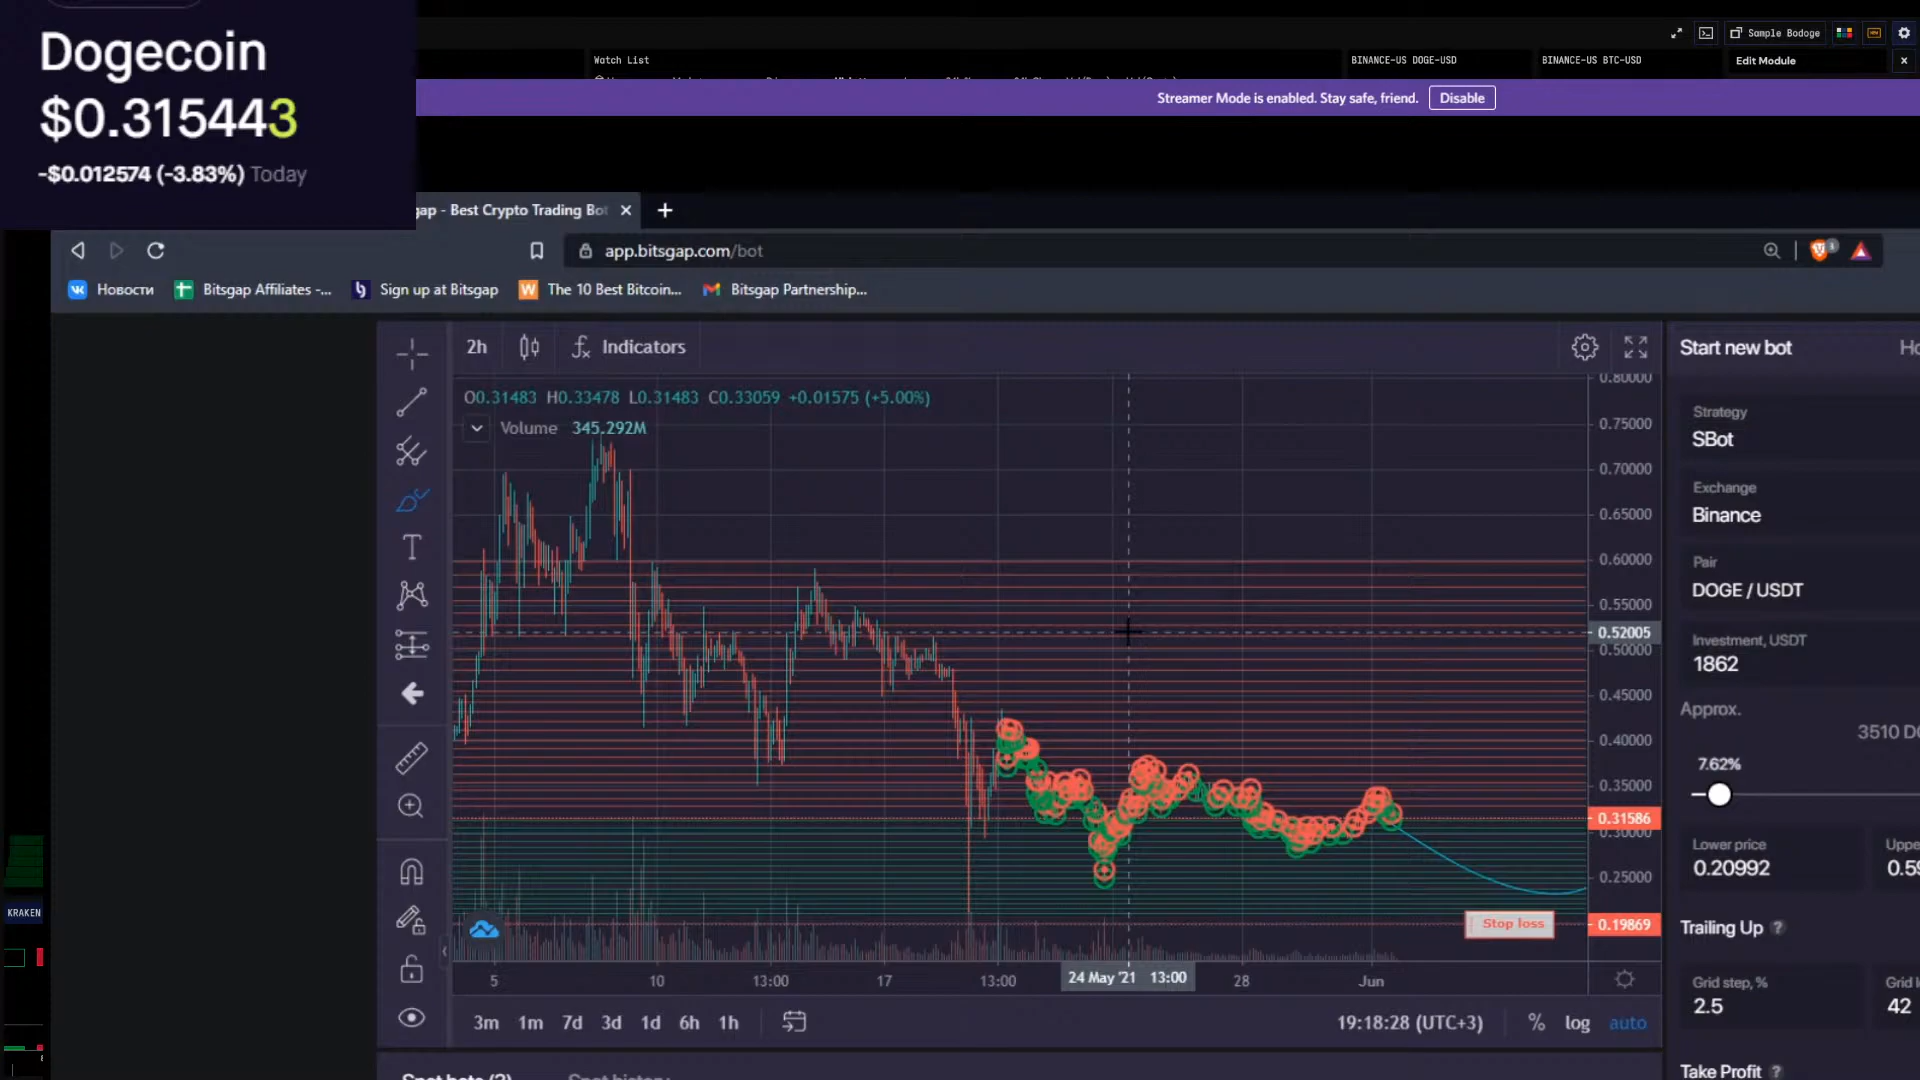 Dogecoin
$0.315443
-$0.012574 (-3.83%) Today
Sample Bodoge
Watch List
BINANCE-US DOGE-USD
BINANCE-US BTC-USD
Edit Module
Streamer Mode is enabled. Stay safe, friend. Disable
gap - Best Crypto Trading Bot
app.bitsgap.com/bot
Новости
Bitsgap Affiliates -...
Sign up at Bitsgap
The 10 Best Bitcoin...
Bitsgap Partnership...
2h
Indicators
O0.31483 H0.33478 L0.31483 C0.33059 +0.01575 (+5.00%)
Volume 345.292M
0.80000
0.75000
0.70000
0.65000
0.60000
0.55000
0.52005
0.50000
0.45000
0.40000
0.35000
0.31586
0.30000
0.25000
Stop loss
0.19869
5
10
13:00
17
13:00
24 May '21 13:00
28
Jun
3m 1m 7d 3d 1d 6h 1h
19:18:28 (UTC+3) % log auto
Start new bot
Strategy
SBot
Exchange
Binance
Pair
DOGE / USDT
Investment, USDT
1862
Approx.
3510
7.62%
Lower price
0.20992
Trailing Up ?
Grid step, %
2.5
42
Take Profit ?
KRAKEN